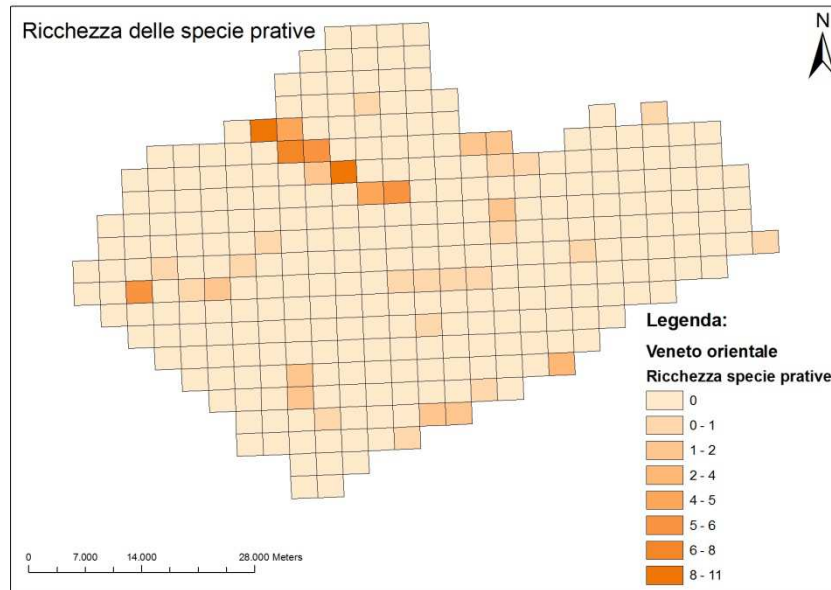 Ricchezza delle specie prative
N
Legenda:
Veneto orientale
Ricchezza specie prative
0
0 - 1
1 - 2
2 - 4
4 - 5
5 - 6
6 - 8
8 - 11
0 7.000 14.000 28.000 Meters